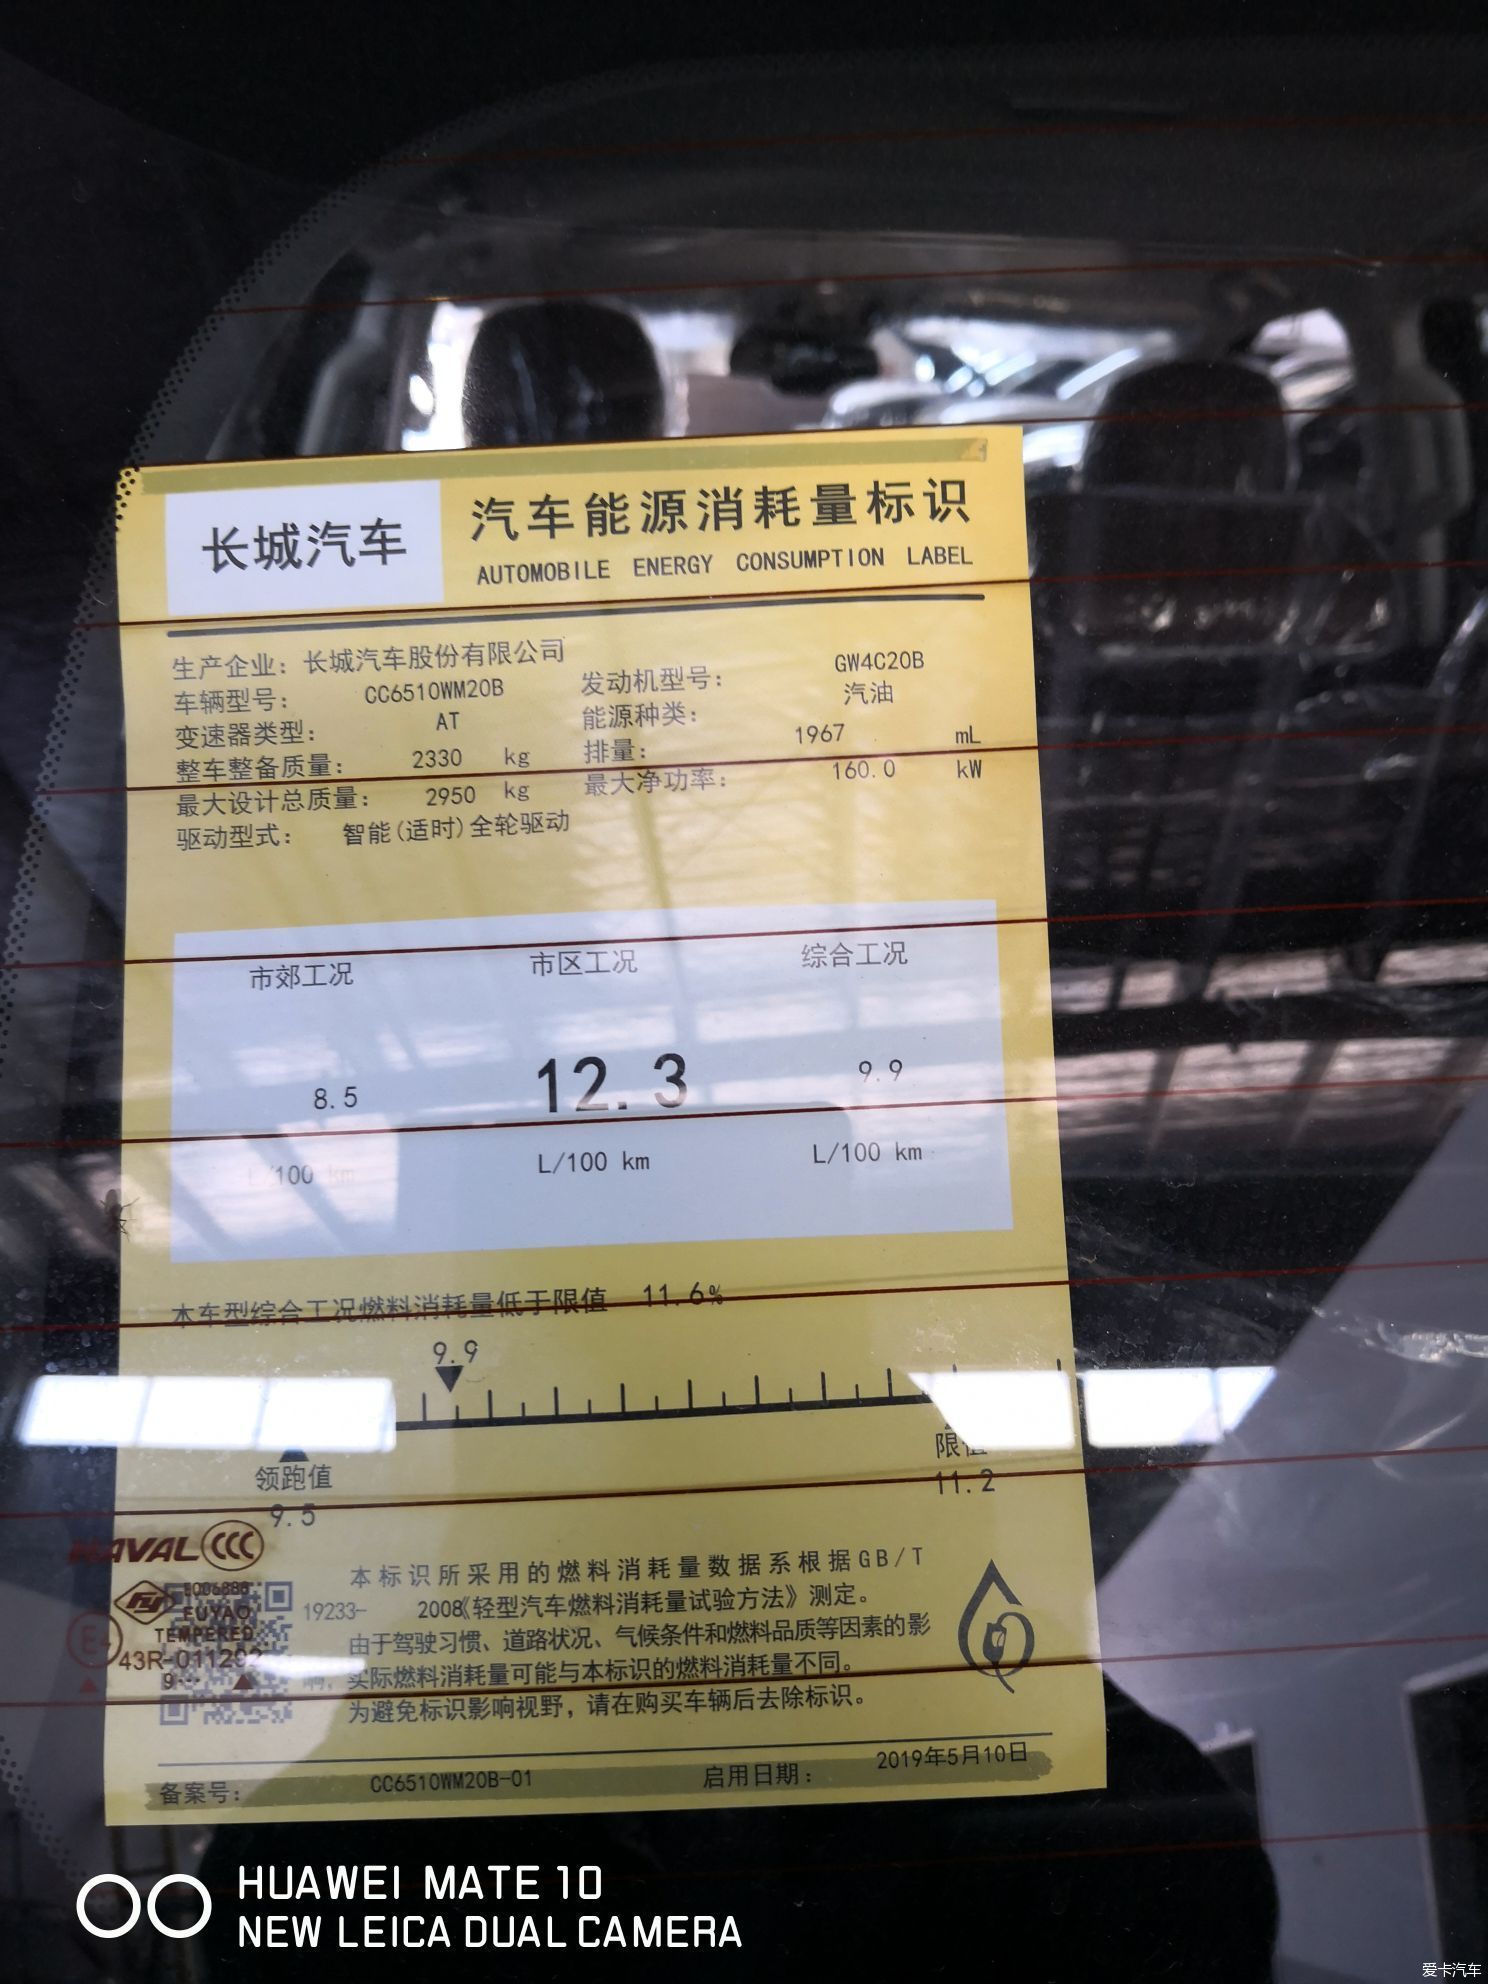 长城汽车
汽车能源消耗量标识
AUTOMOBILE ENERGY CONSUMPTION LABEL
生产企业: 长城汽车股份有限公司
车辆型号: CC6510WM20B
发动机型号: GW4C20B
变速器类型: AT
能源种类: 汽油
整车整备质量: 2330 kg
排量: 1967 mL
最大设计总质量: 2950 kg
最大净功率: 160.0 kW
驱动型式: 智能(适时)全轮驱动
市郊工况 市区工况 综合工况
8.5 12.3 9.9
L/100 km L/100 km L/100 km
本车型综合工况燃料消耗量低于限值 11.6%
9.9
领跑值
9.5
限值
11.2
HAVAL CCC
E006888
FUYAO
TEMPERED
E4
43R-011202
9
本标识所采用的燃料消耗量数据系根据GB/T
19233- 2008《轻型汽车燃料消耗量试验方法》测定。
由于驾驶习惯、道路状况、气候条件和燃料品质等因素的影
响,实际燃料消耗量可能与本标识的燃料消耗量不同。
为避免标识影响视野,请在购买车辆后去除标识。
备案号: CC6510WM20B-01 启用日期: 2019年5月10日
HUAWEI MATE 10
NEW LEICA DUAL CAMERA
爱卡汽车